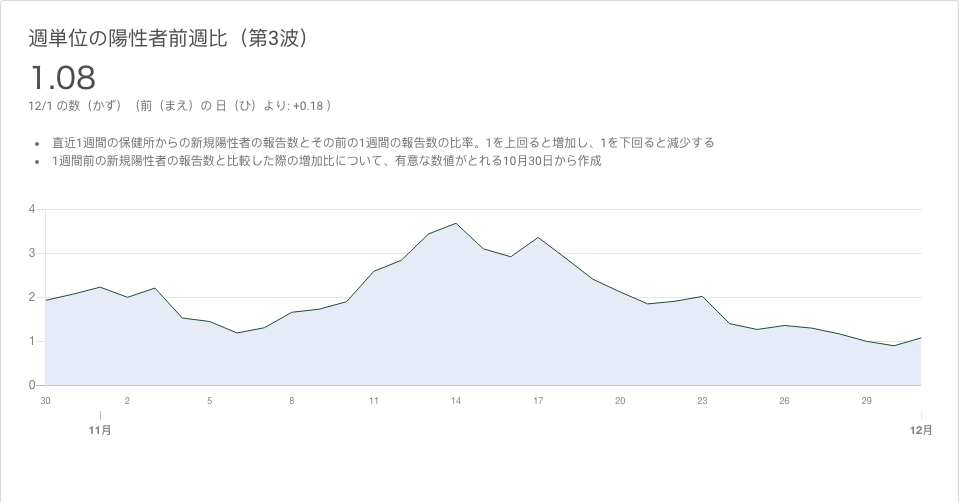 週単位の陽性者前週比（第3波）
1.08
12/1 の数（かず）（前（まえ）の 日（ひ）より: +0.18 ）
• 直近1週間の保健所からの新規陽性者の報告数とその前の1週間の報告数の比率。1を上回ると増加し、1を下回ると減少する
• 1週間前の新規陽性者の報告数と比較した際の増加比について、有意な数値がとれる10月30日から作成
4
3
2
1
0
30 2 5 8 11 14 17 20 23 26 29
11月 12月